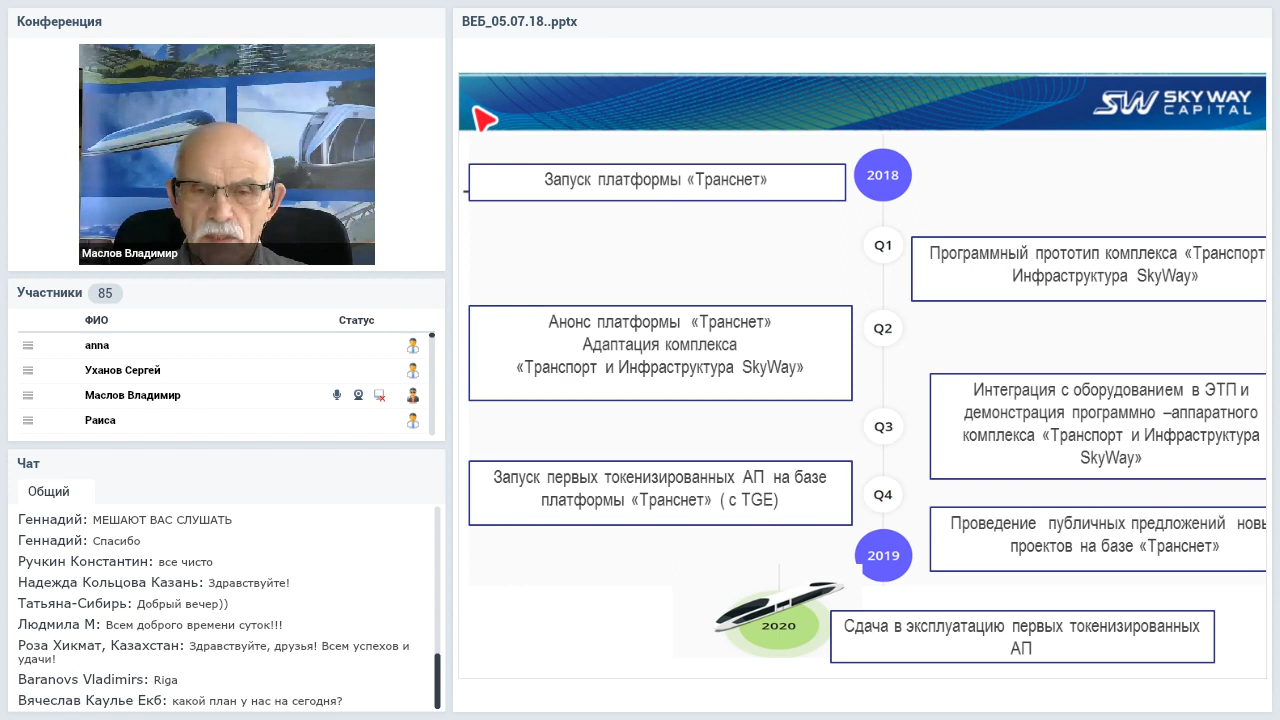 Конференция
Маслов Владимир
Участники 85
ФИО Статус
anna
Уханов Сергей
Маслов Владимир
Раиса
Чат
Общий
Геннадий: МЕШАЮТ ВАС СЛУШАТЬ
Геннадий: Спасибо
Ручкин Константин: все чисто
Надежда Кольцова Казань: Здравствуйте!
Татьяна-Сибирь: Добрый вечер))
Людмила М: Всем доброго времени суток!!!
Роза Хикмат, Казахстан: Здравствуйте, друзья! Всем успехов и
удачи!
Baranovs Vladimirs: Riga
Вячеслав Каулье Екб: какой план у нас на сегодня?
ВЕБ_05.07.18..pptx
SW SKY WAY
CAPITAL
Запуск платформы «Транснет»
2018
Q1
Программный прототип комплекса «Транспорт
Инфраструктура SkyWay»
Анонс платформы «Транснет»
Адаптация комплекса
«Транспорт и Инфраструктура SkyWay»
Q2
Интеграция с оборудованием в ЭТП и
демонстрация программно –аппаратного
комплекса «Транспорт и Инфраструктура
SkyWay»
Q3
Запуск первых токенизированных АП на базе
платформы «Транснет» ( с TGE)
Q4
Проведение публичных предложений новы
проектов на базе «Транснет»
2019
2020
Сдача в эксплуатацию первых токенизированных
АП